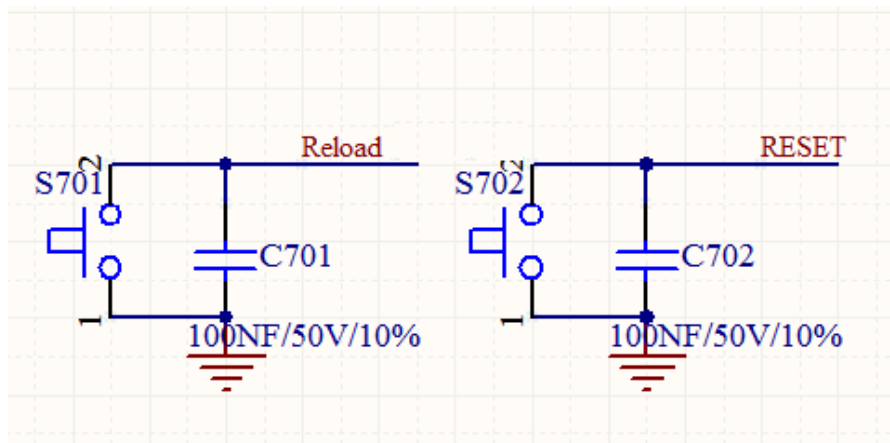 Reload
RESET
2
2
S701
S702
C701
C702
1
1
100NF/50V/10%
100NF/50V/10%